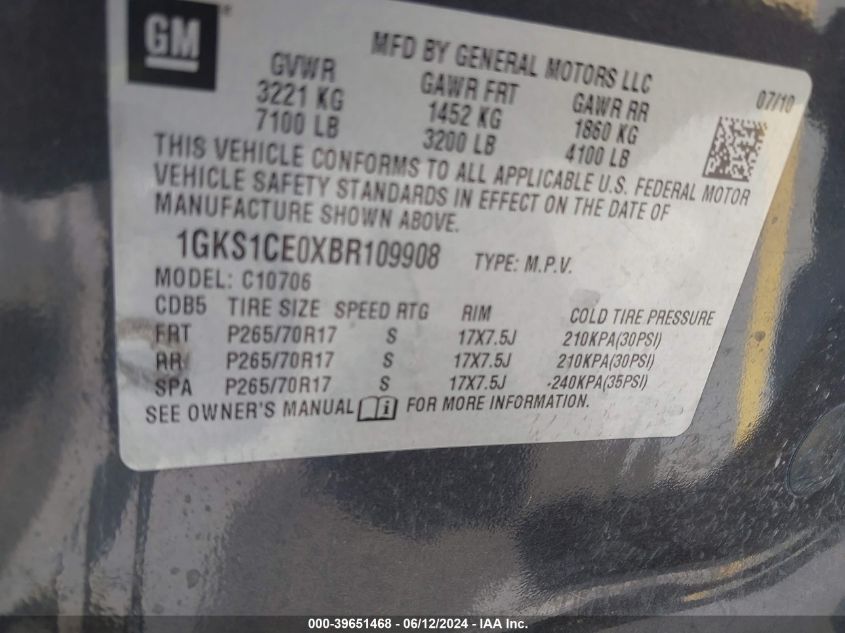 GM
®
MFD BY GENERAL MOTORS LLC
07/10
GVWR GAWR FRT GAWR RR
3221 KG 1452 KG 1860 KG
7100 LB 3200 LB 4100 LB
THIS VEHICLE CONFORMS TO ALL APPLICABLE U.S. FEDERAL MOTOR
VEHICLE SAFETY STANDARDS IN EFFECT ON THE DATE OF
MANUFACTURE SHOWN ABOVE.
1GKS1CE0XBR109908 TYPE: M.P.V.
MODEL: C10706
CDB5 TIRE SIZE SPEED RTG RIM COLD TIRE PRESSURE
FRT P265/70R17 S 17X7.5J 210KPA(30PSI)
RR P265/70R17 S 17X7.5J 210KPA(30PSI)
SPA P265/70R17 S 17X7.5J -240KPA(35PSI)
SEE OWNER'S MANUAL FOR MORE INFORMATION.
000-39651468 - 06/12/2024 - IAA Inc.